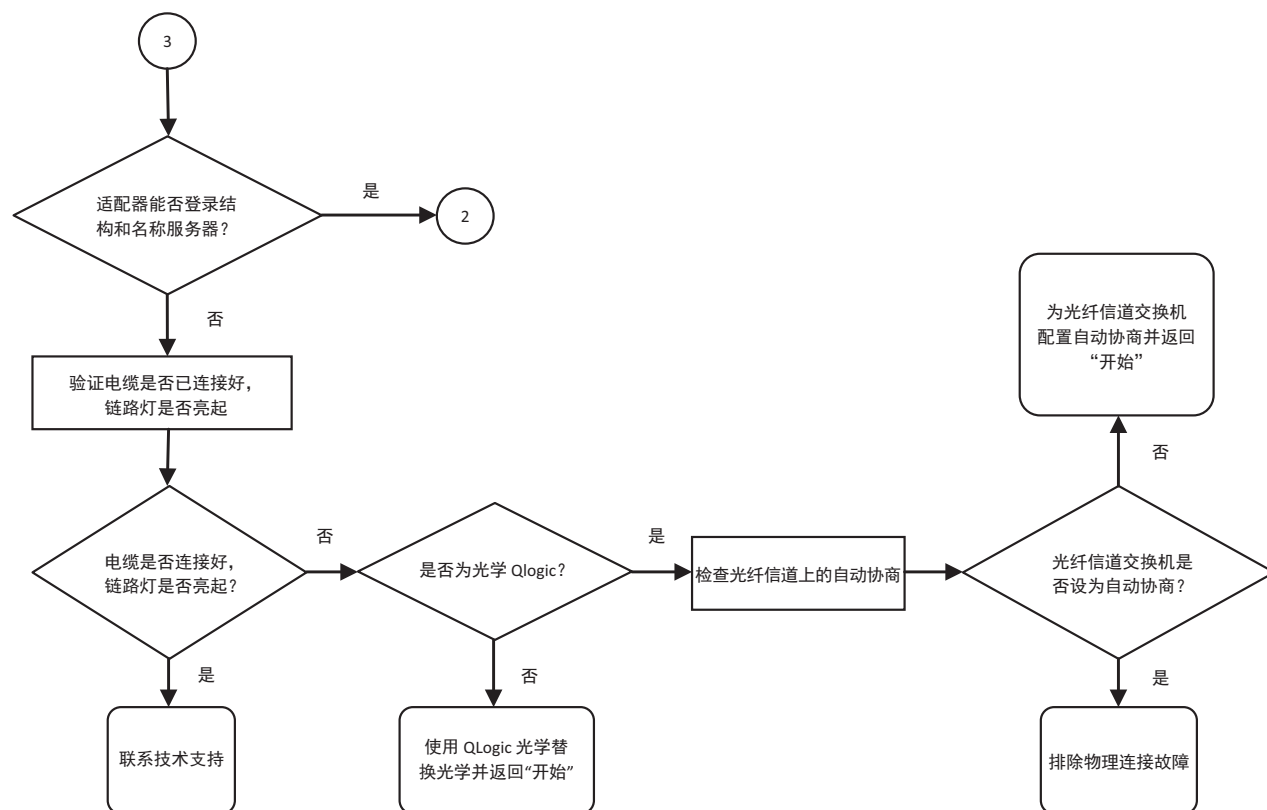 3
适配器能否登录结
构和名称服务器？
是
2
否
验证电缆是否已连接好，
链路灯是否亮起
为光纤信道交换机
配置自动协商并返回
“开始”
否
电缆是否连接好，
链路灯是否亮起？
否
是否为光学 Qlogic？
是
检查光纤信道上的自动协商
光纤信道交换机是
否设为自动协商？
是
联系技术支持
否
使用 QLogic 光学替
换光学并返回“开始”
是
排除物理连接故障